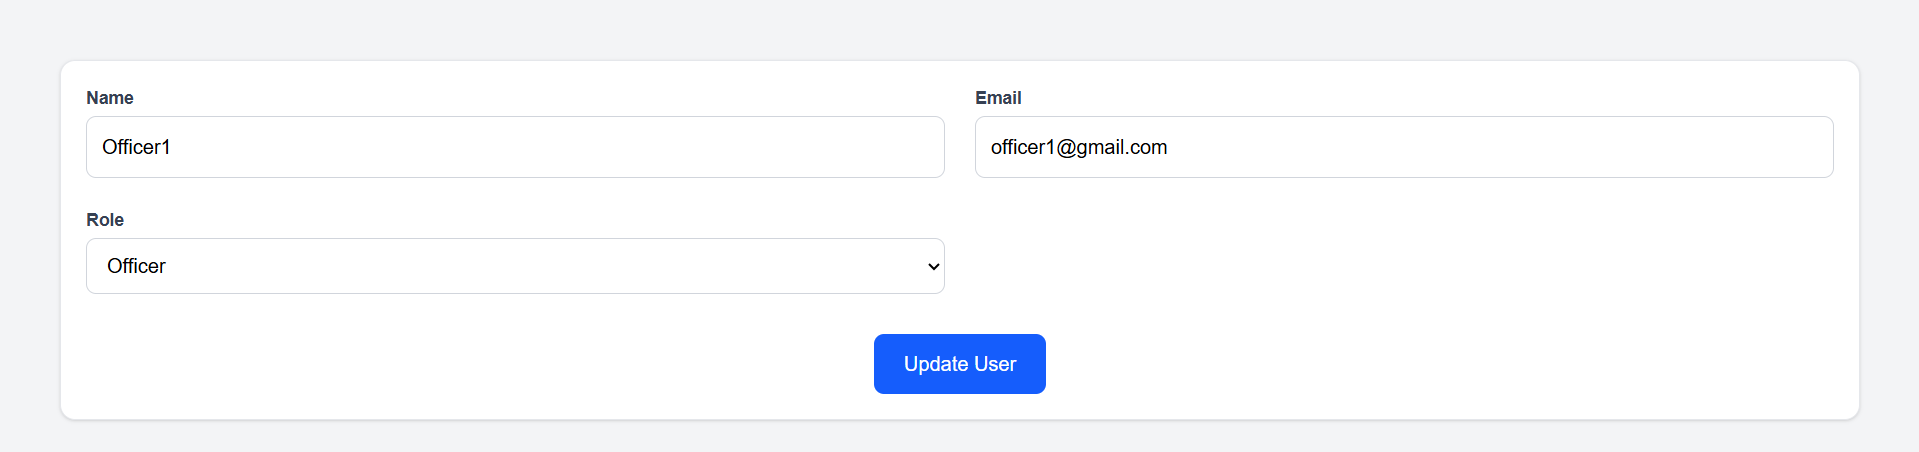 Name
Email
Officer1
officer1@gmail.com
Role
Officer
Update User